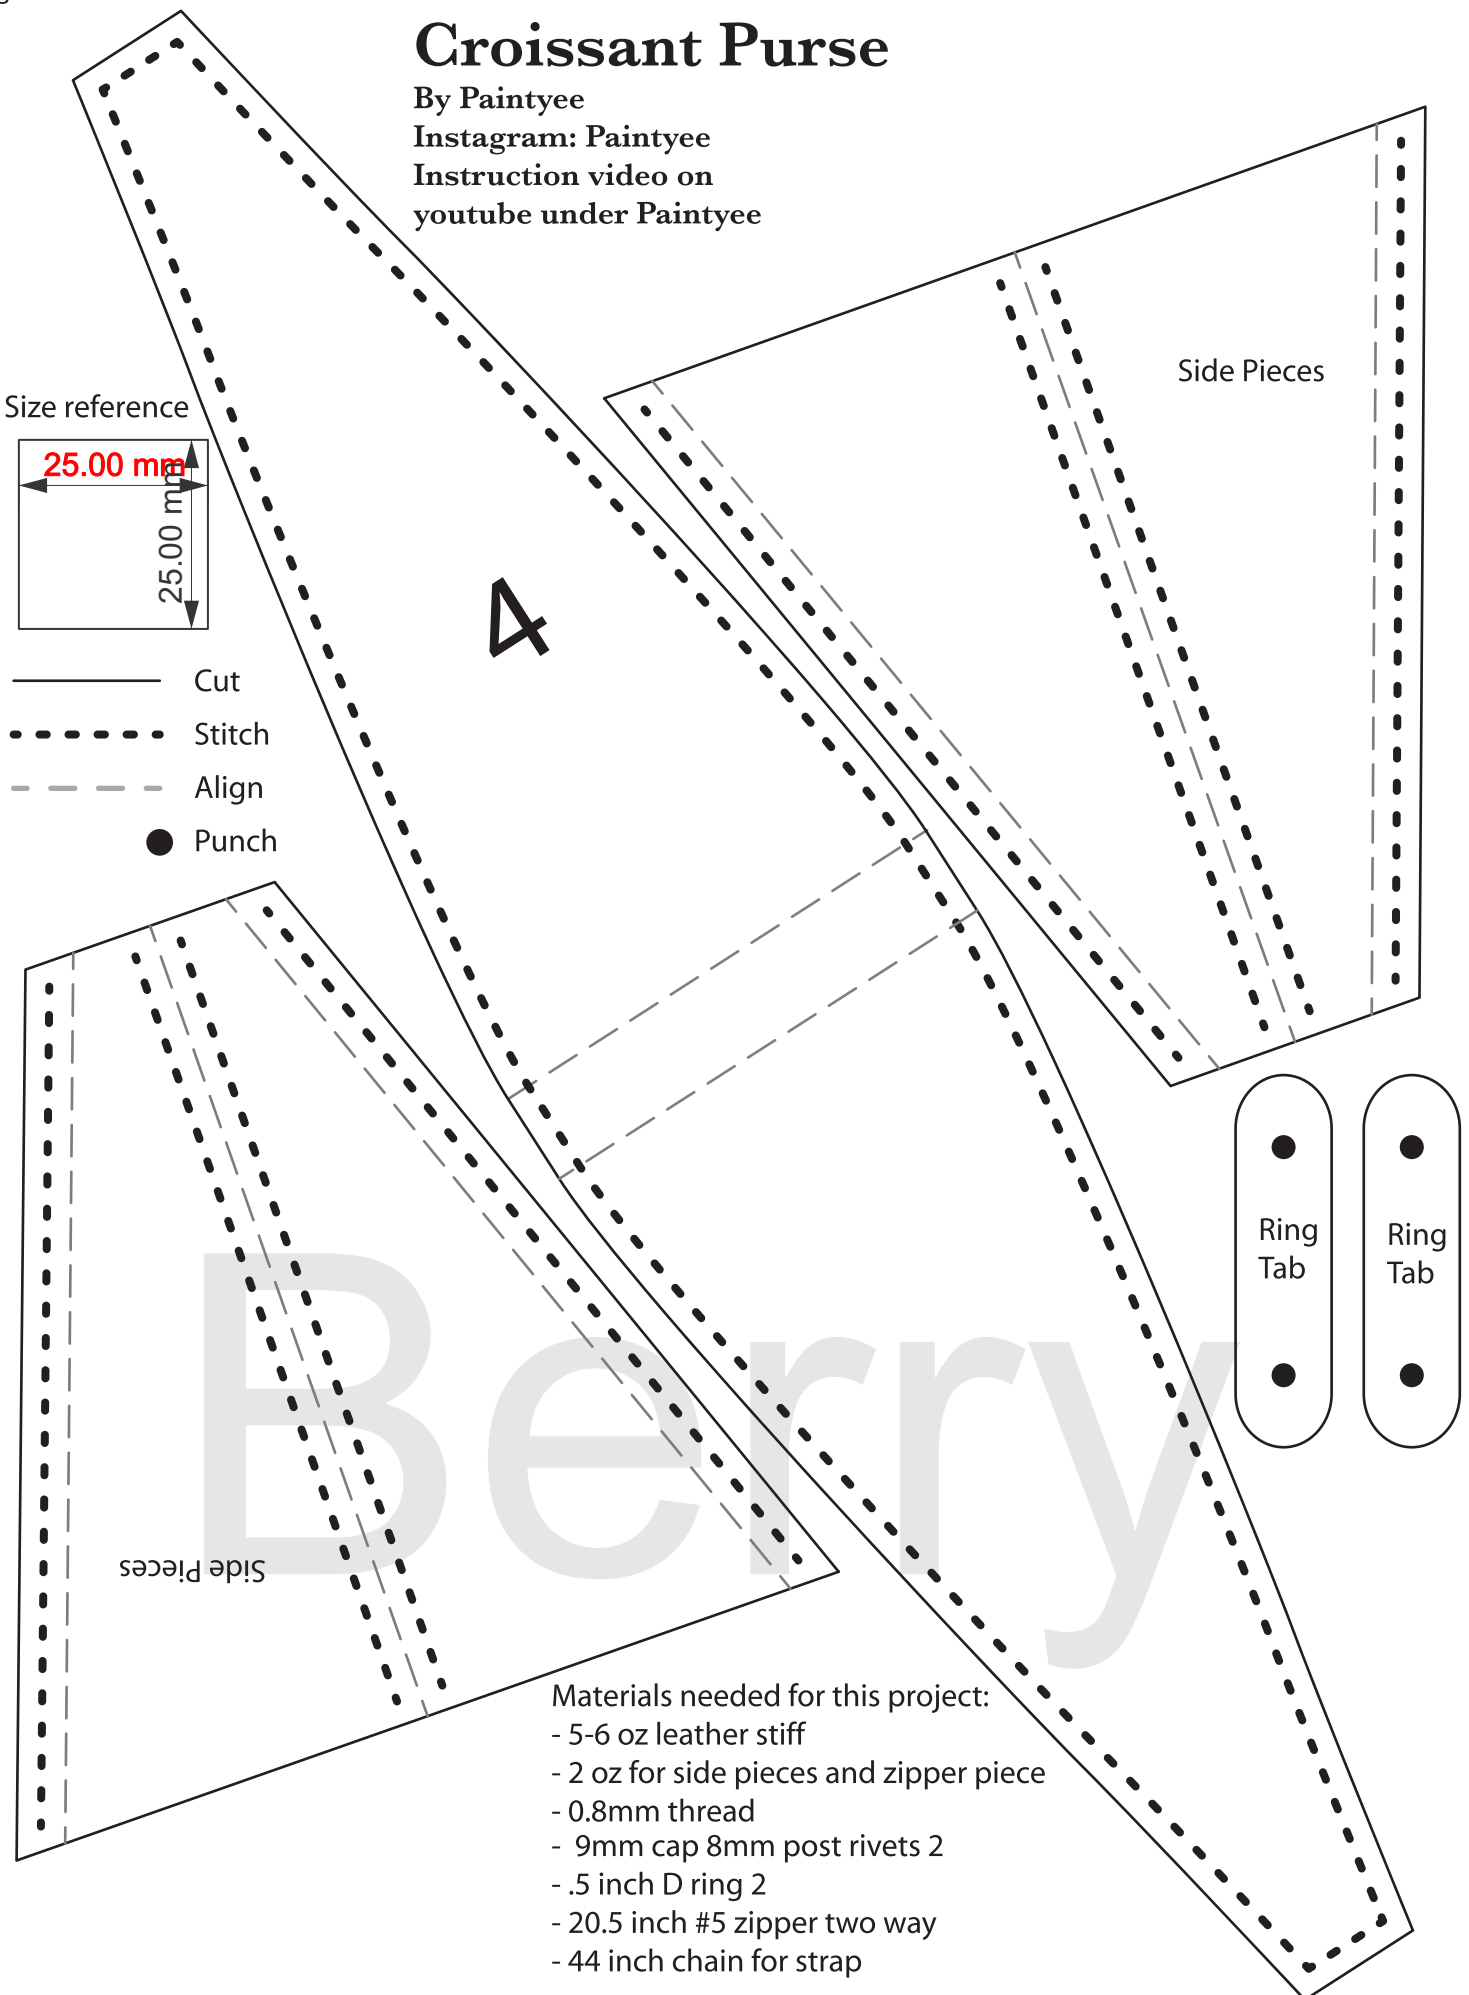 Croissant Purse
By Paintyee
Instagram: Paintyee
Instruction video on
youtube under Paintyee
Side Pieces
Size reference
25.00 mm
25.00 mm
4
Cut
Stitch
Align
Punch
Ring
Tab
Ring
Tab
Berry
Side Pieces
Materials needed for this project:
- 5-6 oz leather stiff
- 2 oz for side pieces and zipper piece
- 0.8mm thread
-  9mm cap 8mm post rivets 2
- .5 inch D ring 2
- 20.5 inch #5 zipper two way
- 44 inch chain for strap